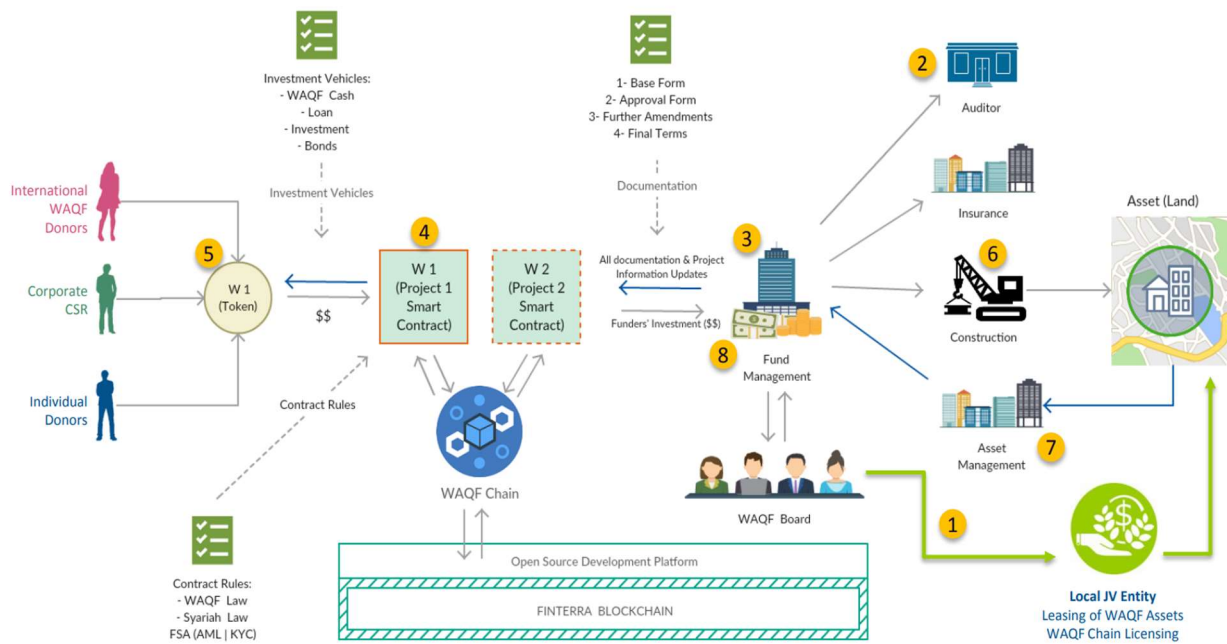 Investment Vehicles:
- WAQF Cash
- Loan
- Investment
- Bonds
Investment Vehicles
1- Base Form
2- Approval Form
3- Further Amendments
4- Final Terms
Documentation
2
Auditor
Insurance
Asset (Land)
International
WAQF
Donors
Corporate
CSR
Individual
Donors
5
W 1
(Token)
$$
4
W 1
(Project 1
Smart
Contract)
W 2
(Project 2
Smart
Contract)
All documentation & Project
Information Updates
Funders' Investment ($$)
3
8
Fund
Management
6
Construction
Asset
Management
7
Contract Rules
WAQF Chain
WAQF Board
1
$
Local JV Entity
Leasing of WAQF Assets
WAQF Chain Licensing
Contract Rules:
- WAQF Law
- Syariah Law
FSA (AML | KYC)
Open Source Development Platform
FINTERRA BLOCKCHAIN